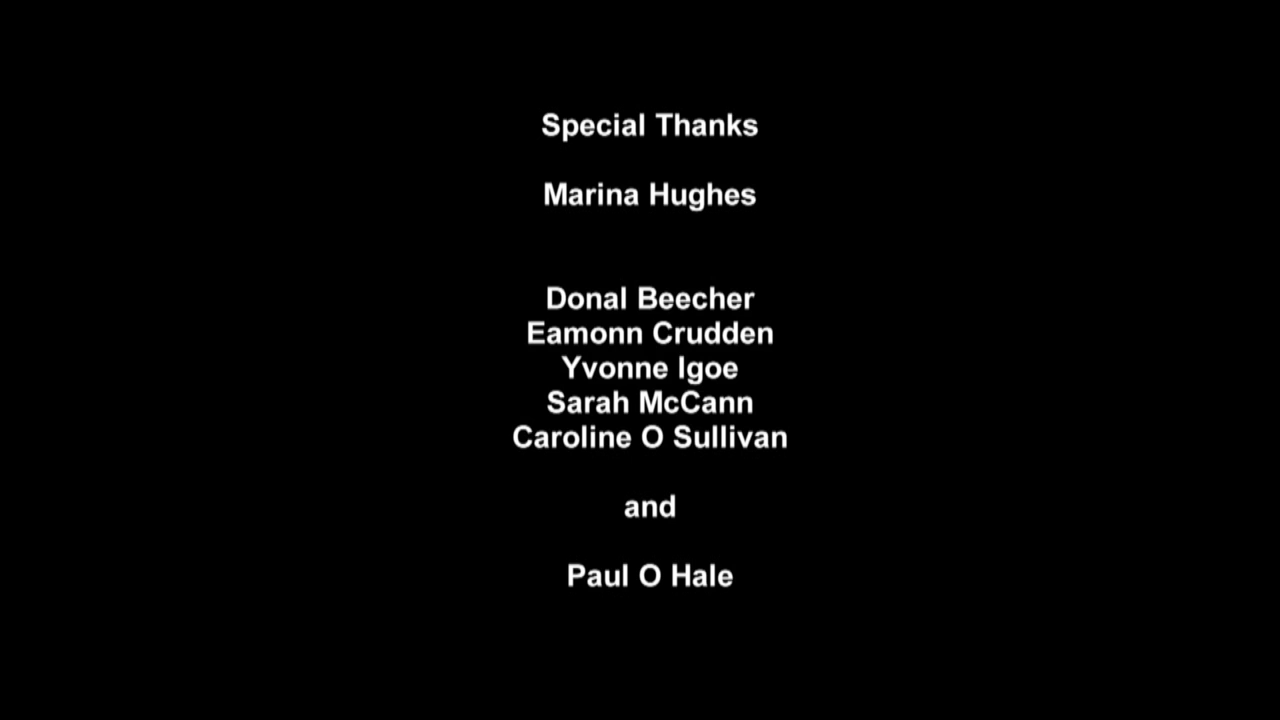 Special Thanks
Marina Hughes
Donal Beecher
Eamonn Crudden
Yvonne Igoe
Sarah McCann
Caroline O Sullivan
and
Paul O Hale